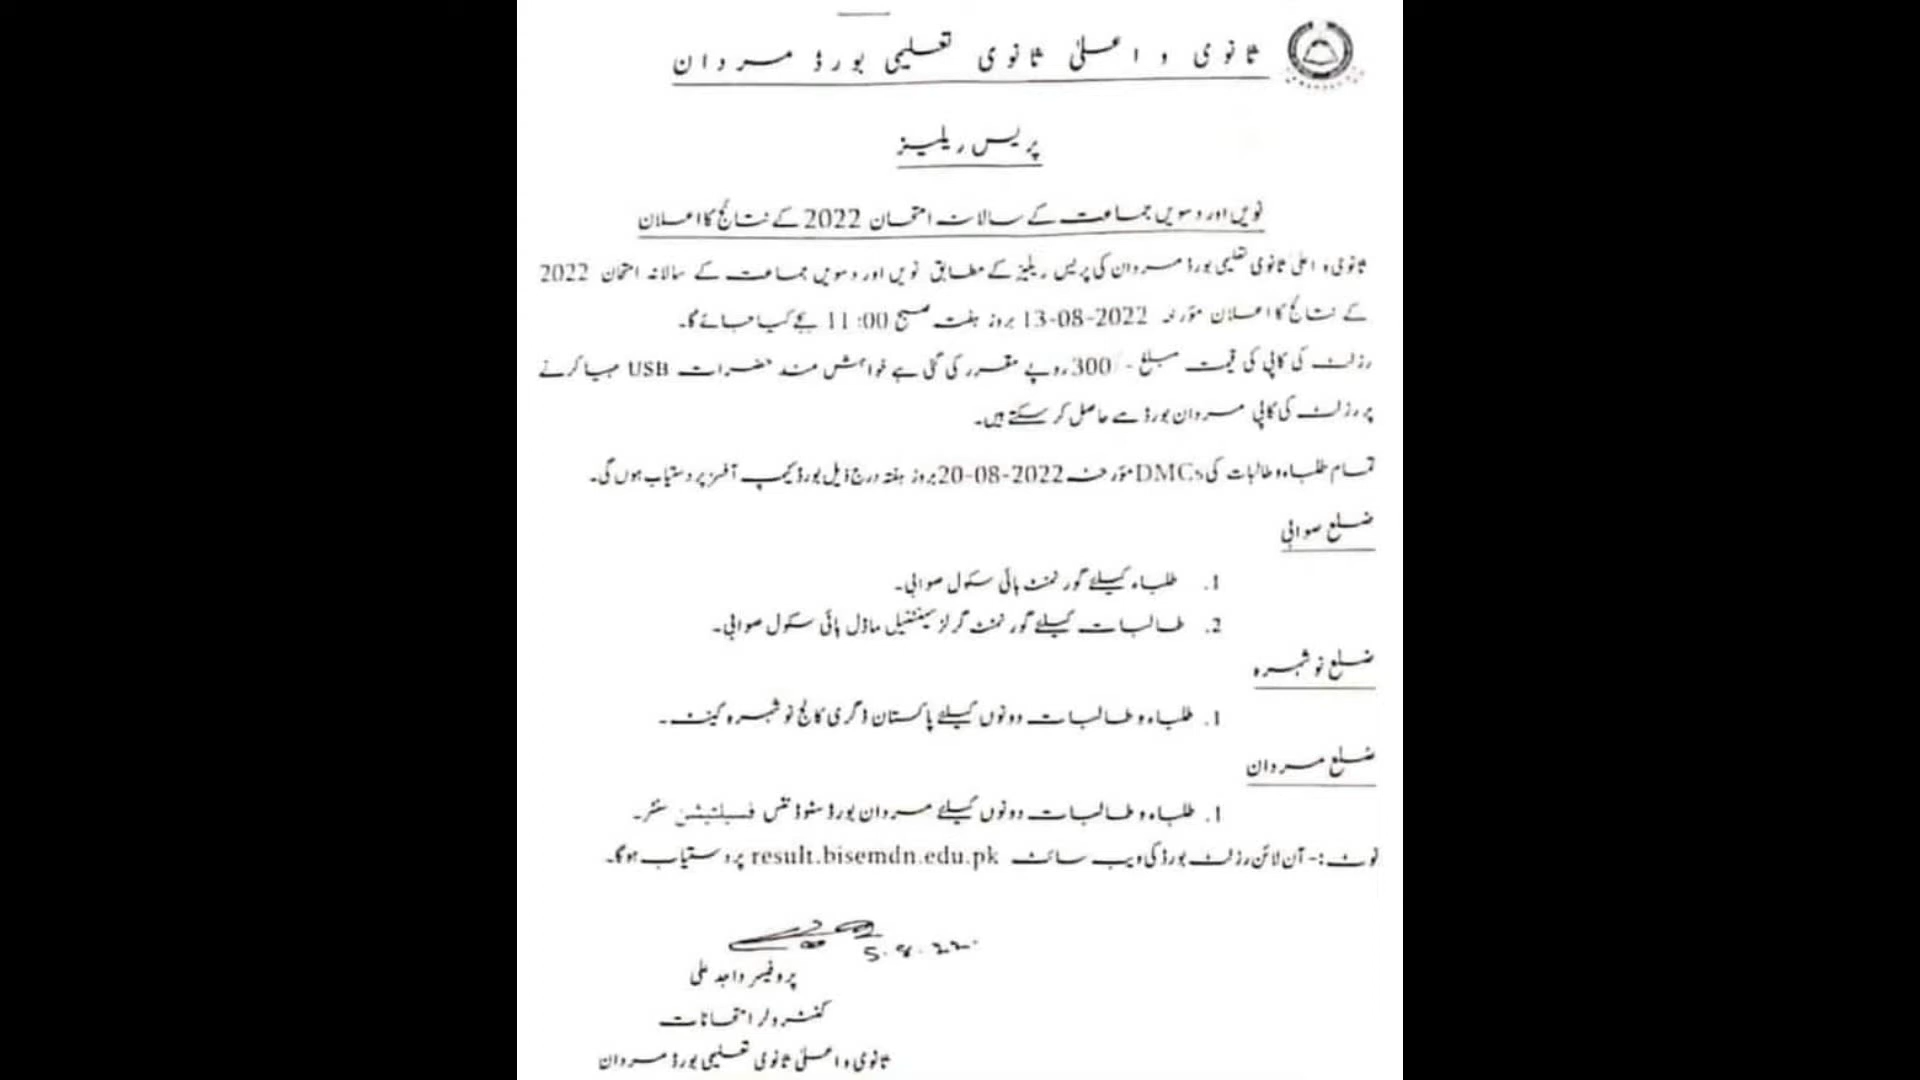 ثانوی و اعلیٰ ثانوی تعلیمی بورڈ مردان
پریس ریلیز
نویں اور دسویں جماعت کے سالانہ امتحان 2022 کے نتائج کا اعلان
ثانوی و اعلیٰ ثانوی تعلیمی بورڈ مردان کی پریس ریلیز کے مطابق نویں اور دسویں جماعت کے سالانہ امتحان 2022
کے نتائج کا اعلان مؤرخہ 13-08-2022 بروز ہفتہ صبح 11:00 بجے کیا جائے گا۔
رزلٹ کی کاپی کی قیمت مبلغ -/300 روپے مقرر کی گئی ہے خواہش مند حضرات USB مہیا کرنے
پر رزلٹ کی کاپی مردان بورڈ سے حاصل کر سکتے ہیں۔
تمام طلباء و طالبات کی DMCs مؤرخہ 20-08-2022 بروز ہفتہ درج ذیل بورڈ کیمپ آفسز پر دستیاب ہوں گی۔
ضلع صوابی
1. طلباء کیلئے گورنمنٹ ہائی سکول صوابی۔
2. طالبات کیلئے گورنمنٹ گرلز سینٹنیل ماڈل ہائی سکول صوابی۔
ضلع نوشہرہ
1. طلباء و طالبات دونوں کیلئے پاکستان ڈگری کالج نوشہرہ کینٹ۔
ضلع مردان
1. طلباء و طالبات دونوں کیلئے مردان بورڈ سٹوڈنٹس فسیلیٹیشن سنٹر۔
نوٹ:- آن لائن رزلٹ بورڈ کی ویب سائٹ result.bisemdn.edu.pk پر دستیاب ہوگا۔
5.8.22
پروفیسر واجد علی
کنٹرولر امتحانات
ثانوی و اعلیٰ ثانوی تعلیمی بورڈ مردان